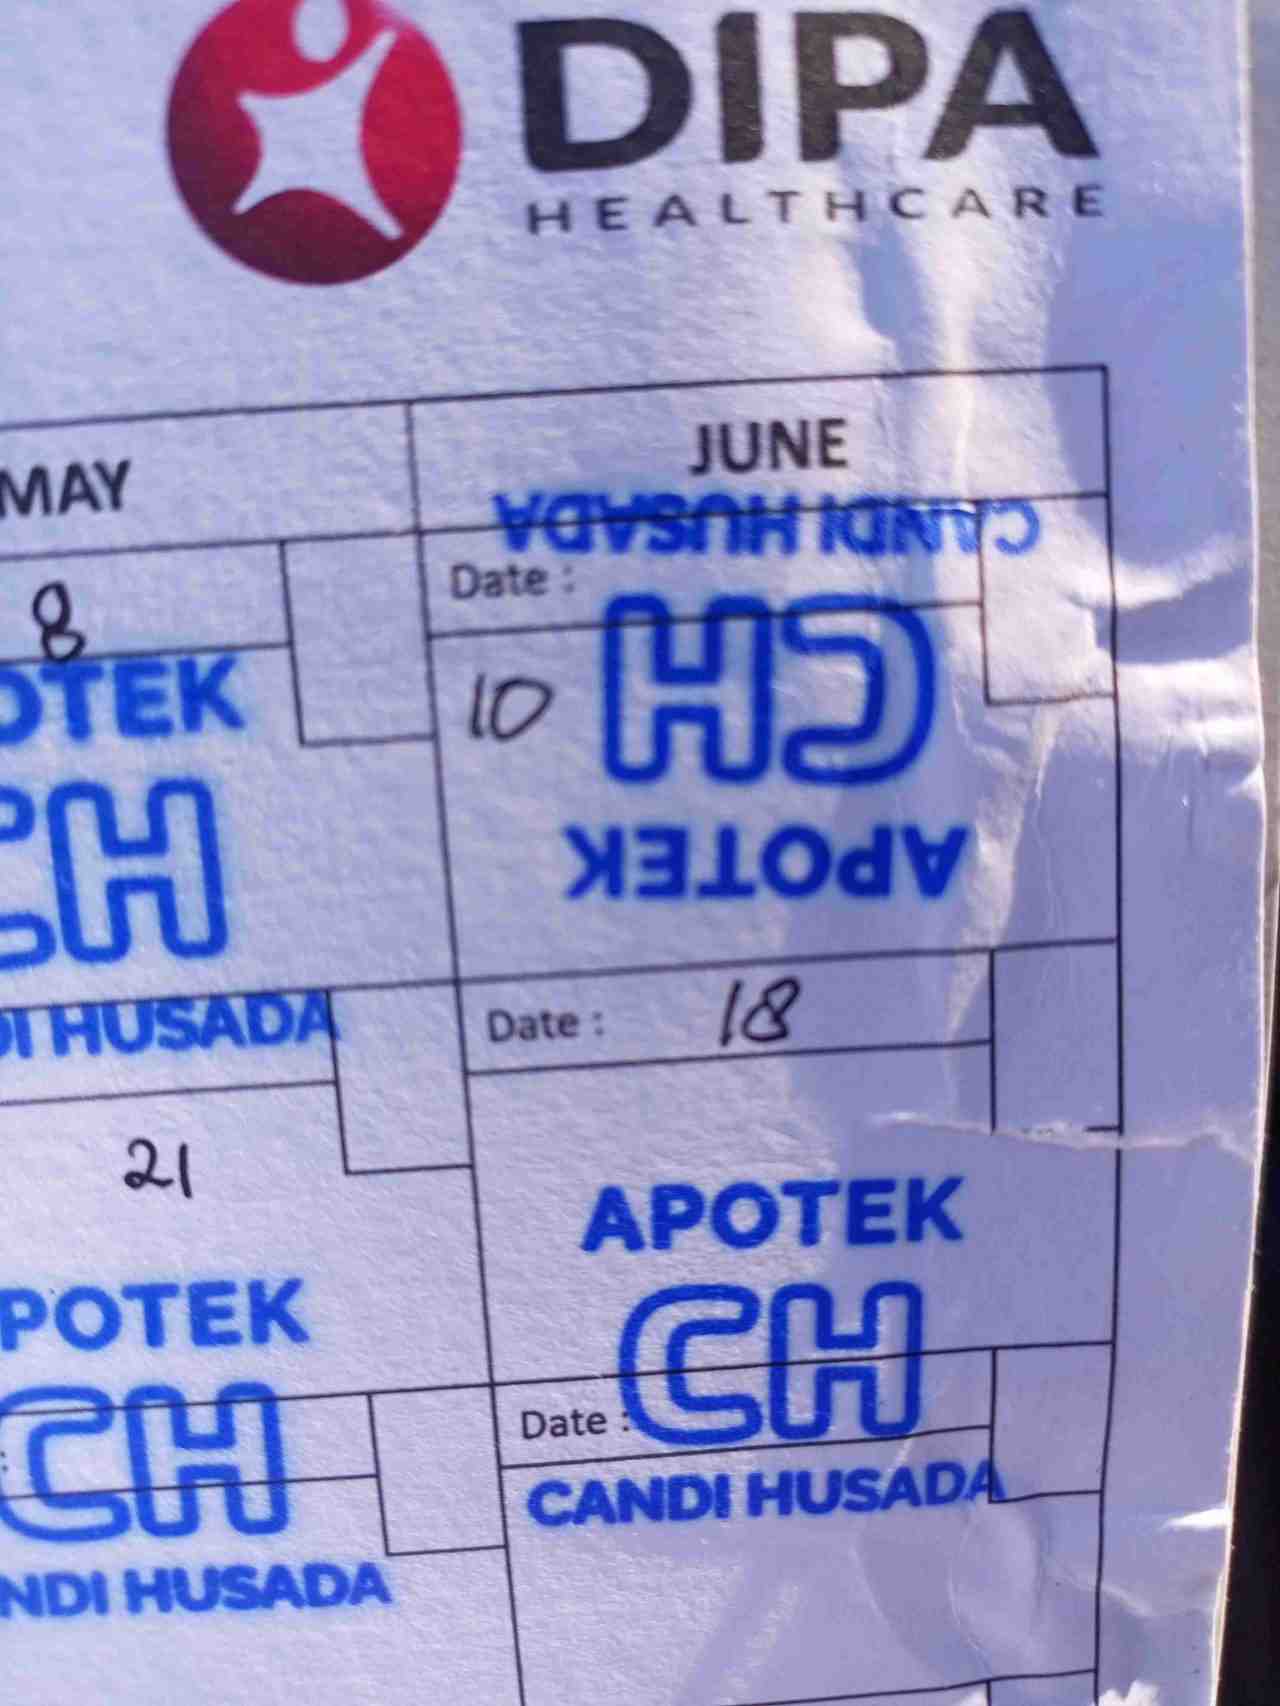 DIPA
HEALTHCARE
MAY
JUNE
8
OTEK
CH
DI HUSADA
21
POTEK
CH
NDI HUSADA
CANDI HUSADA
Date :
10
CH
APOTEK
Date : 18
APOTEK
CH
Date :
CANDI HUSADA